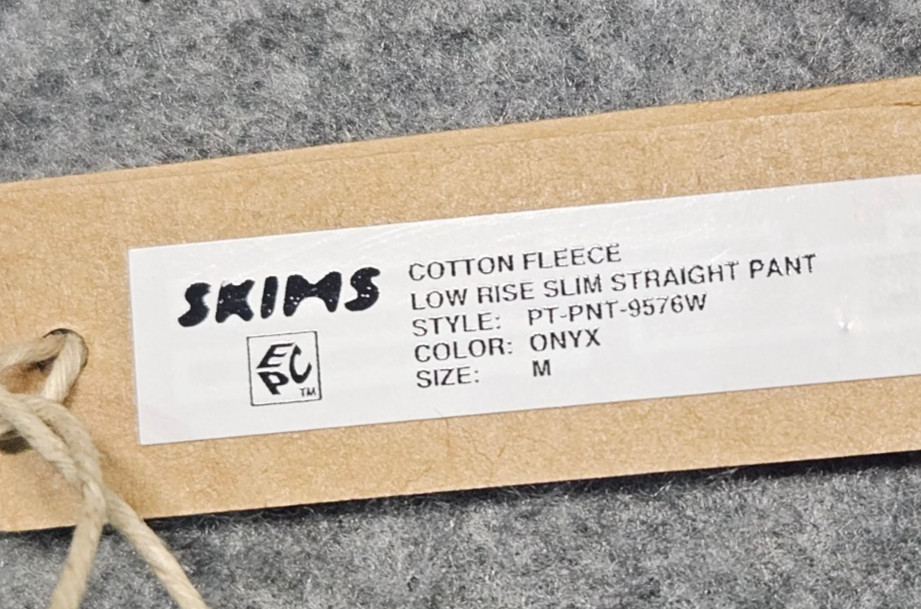 SKIMS
EPC
TM
COTTON FLEECE
LOW RISE SLIM STRAIGHT PANT
STYLE: PT-PNT-9576W
COLOR: ONYX
SIZE: M